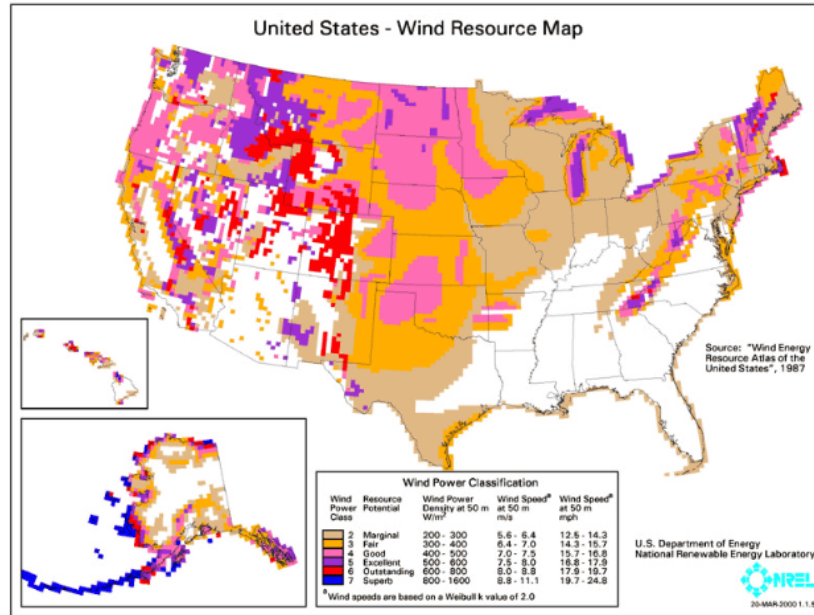 United States - Wind Resource Map
Source: "Wind Energy
Resource Atlas of the
United States", 1987
Wind Power Classification
Wind Power Class Resource Potential Wind Power Density at 50 m W/m² Wind Speedᵃ at 50 m m/s Wind Speedᵃ at 50 m mph
2 Marginal 200 - 300 5.6 - 6.4 12.5 - 14.3
3 Fair 300 - 400 6.4 - 7.0 14.3 - 15.7
4 Good 400 - 500 7.0 - 7.5 15.7 - 16.8
5 Excellent 500 - 600 7.5 - 8.0 16.8 - 17.9
6 Outstanding 600 - 800 8.0 - 8.8 17.9 - 19.7
7 Superb 800 - 1600 8.8 - 11.1 19.7 - 24.8
ᵃWind speeds are based on a Weibull k value of 2.0
U.S. Department of Energy
National Renewable Energy Laboratory
NREL
20-MAR-2000